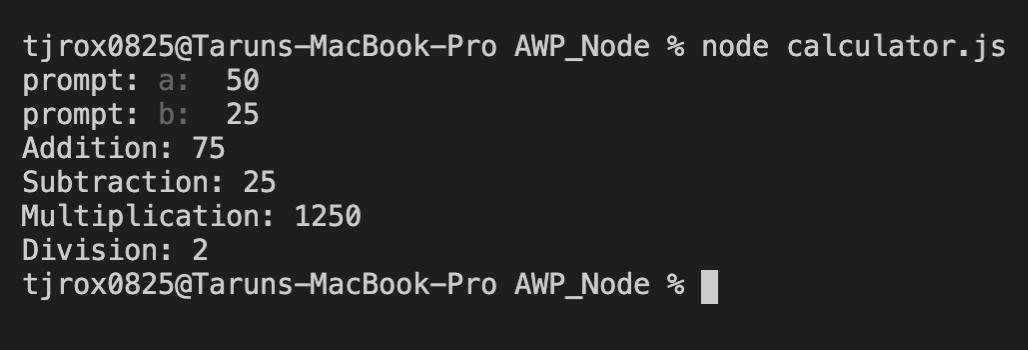 tjrox0825@Taruns-MacBook-Pro AWP_Node % node calculator.js
prompt: a:  50
prompt: b:  25
Addition: 75
Subtraction: 25
Multiplication: 1250
Division: 2
tjrox0825@Taruns-MacBook-Pro AWP_Node %